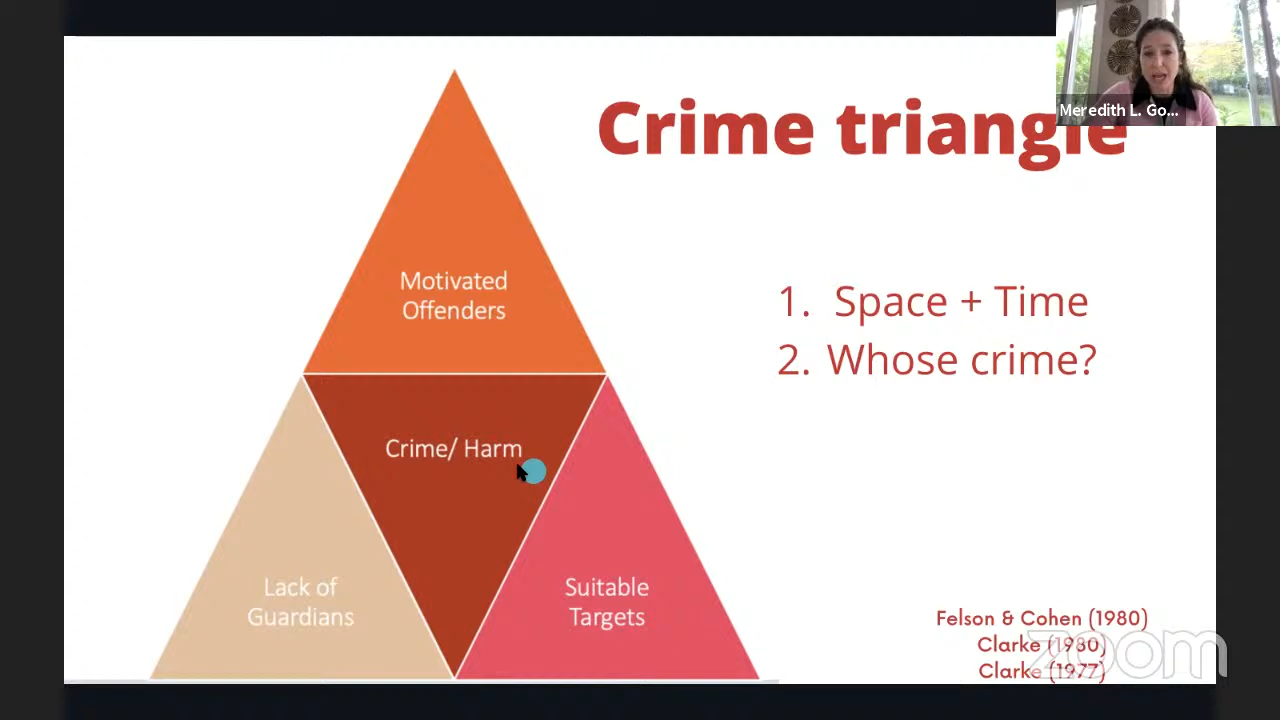 Meredith L. Go...
Crime triangle
Motivated
Offenders
1. Space + Time
2. Whose crime?
Crime/ Harm
Lack of
Guardians
Suitable
Targets
Felson & Cohen (1980)
Clarke (1980)
Clarke (1977)
zoom